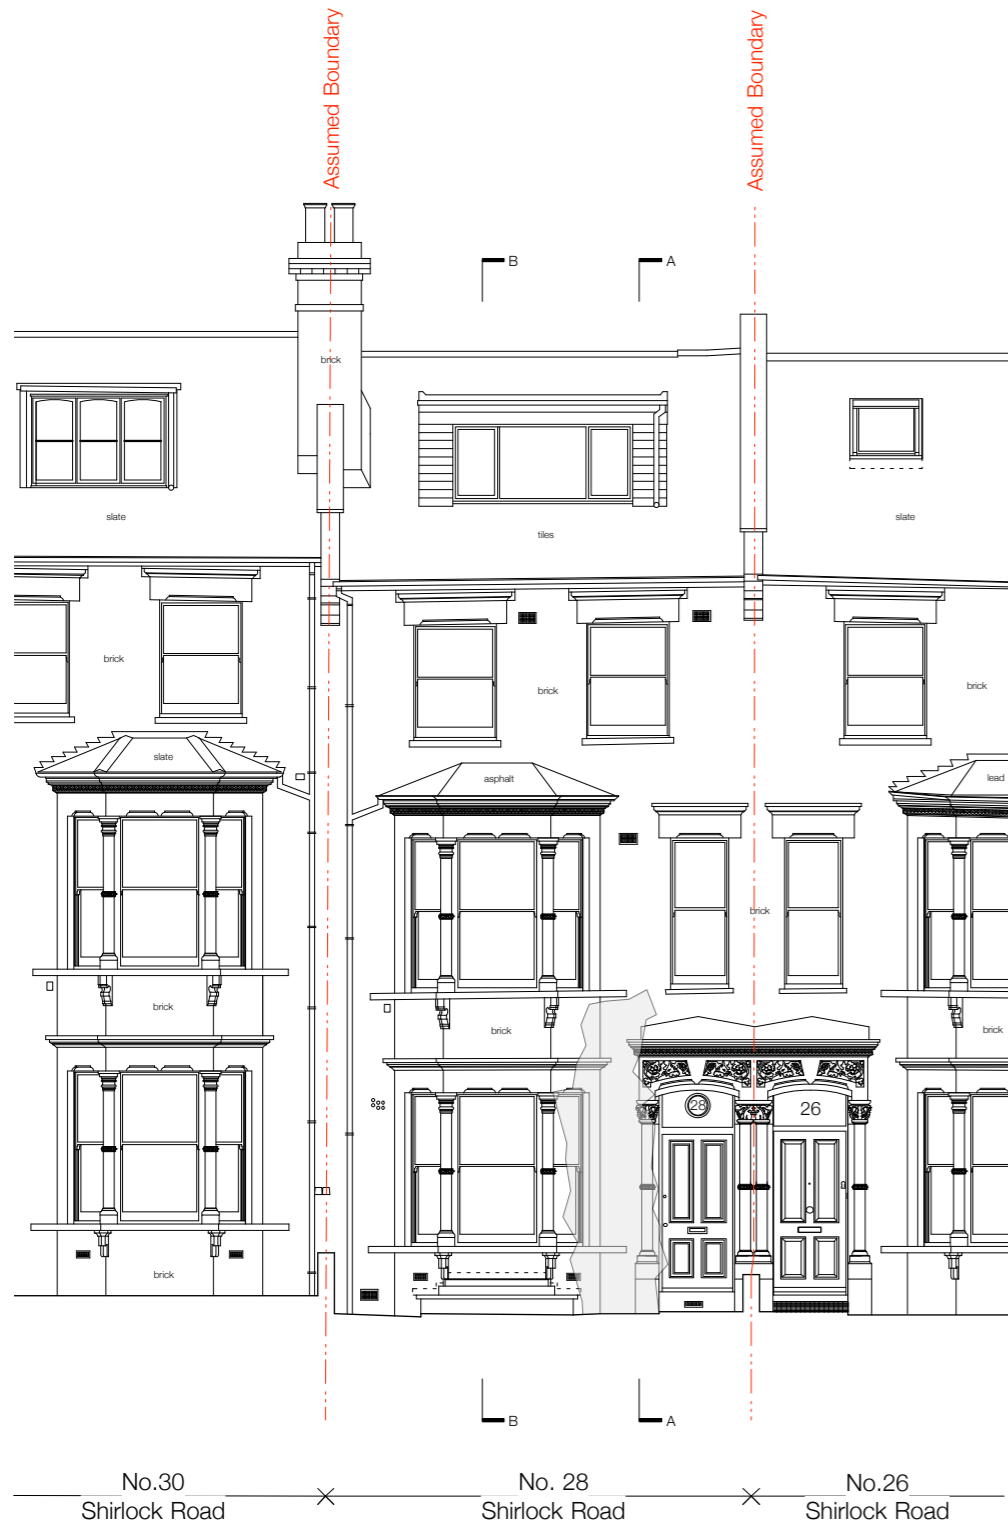 Assumed Boundary
Assumed Boundary
B
A
brick
slate
tiles
slate
brick
brick
brick
slate
asphalt
lead
brick
brick
brick
brick
28
26
brick
B
A
No.30
No. 28
No.26
Shirlock Road
Shirlock Road
Shirlock Road